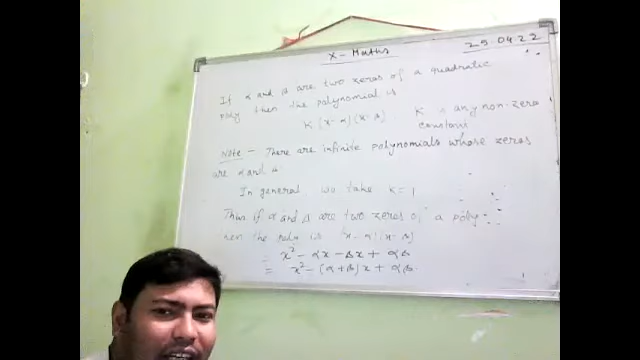 X - Maths
29.04.22
If α and β are two zeros of a quadratic
poly then the polynomial is
K (x-α)(x-β) K is any non-zero
constant
Note - There are infinite polynomials whose zeros
are α and β
In general we take K = 1
Thus if α and β are two zeros of a poly
then the poly is (x-α)(x-β)
= x² - αx - βx + αβ
= x² - (α+β)x + αβ